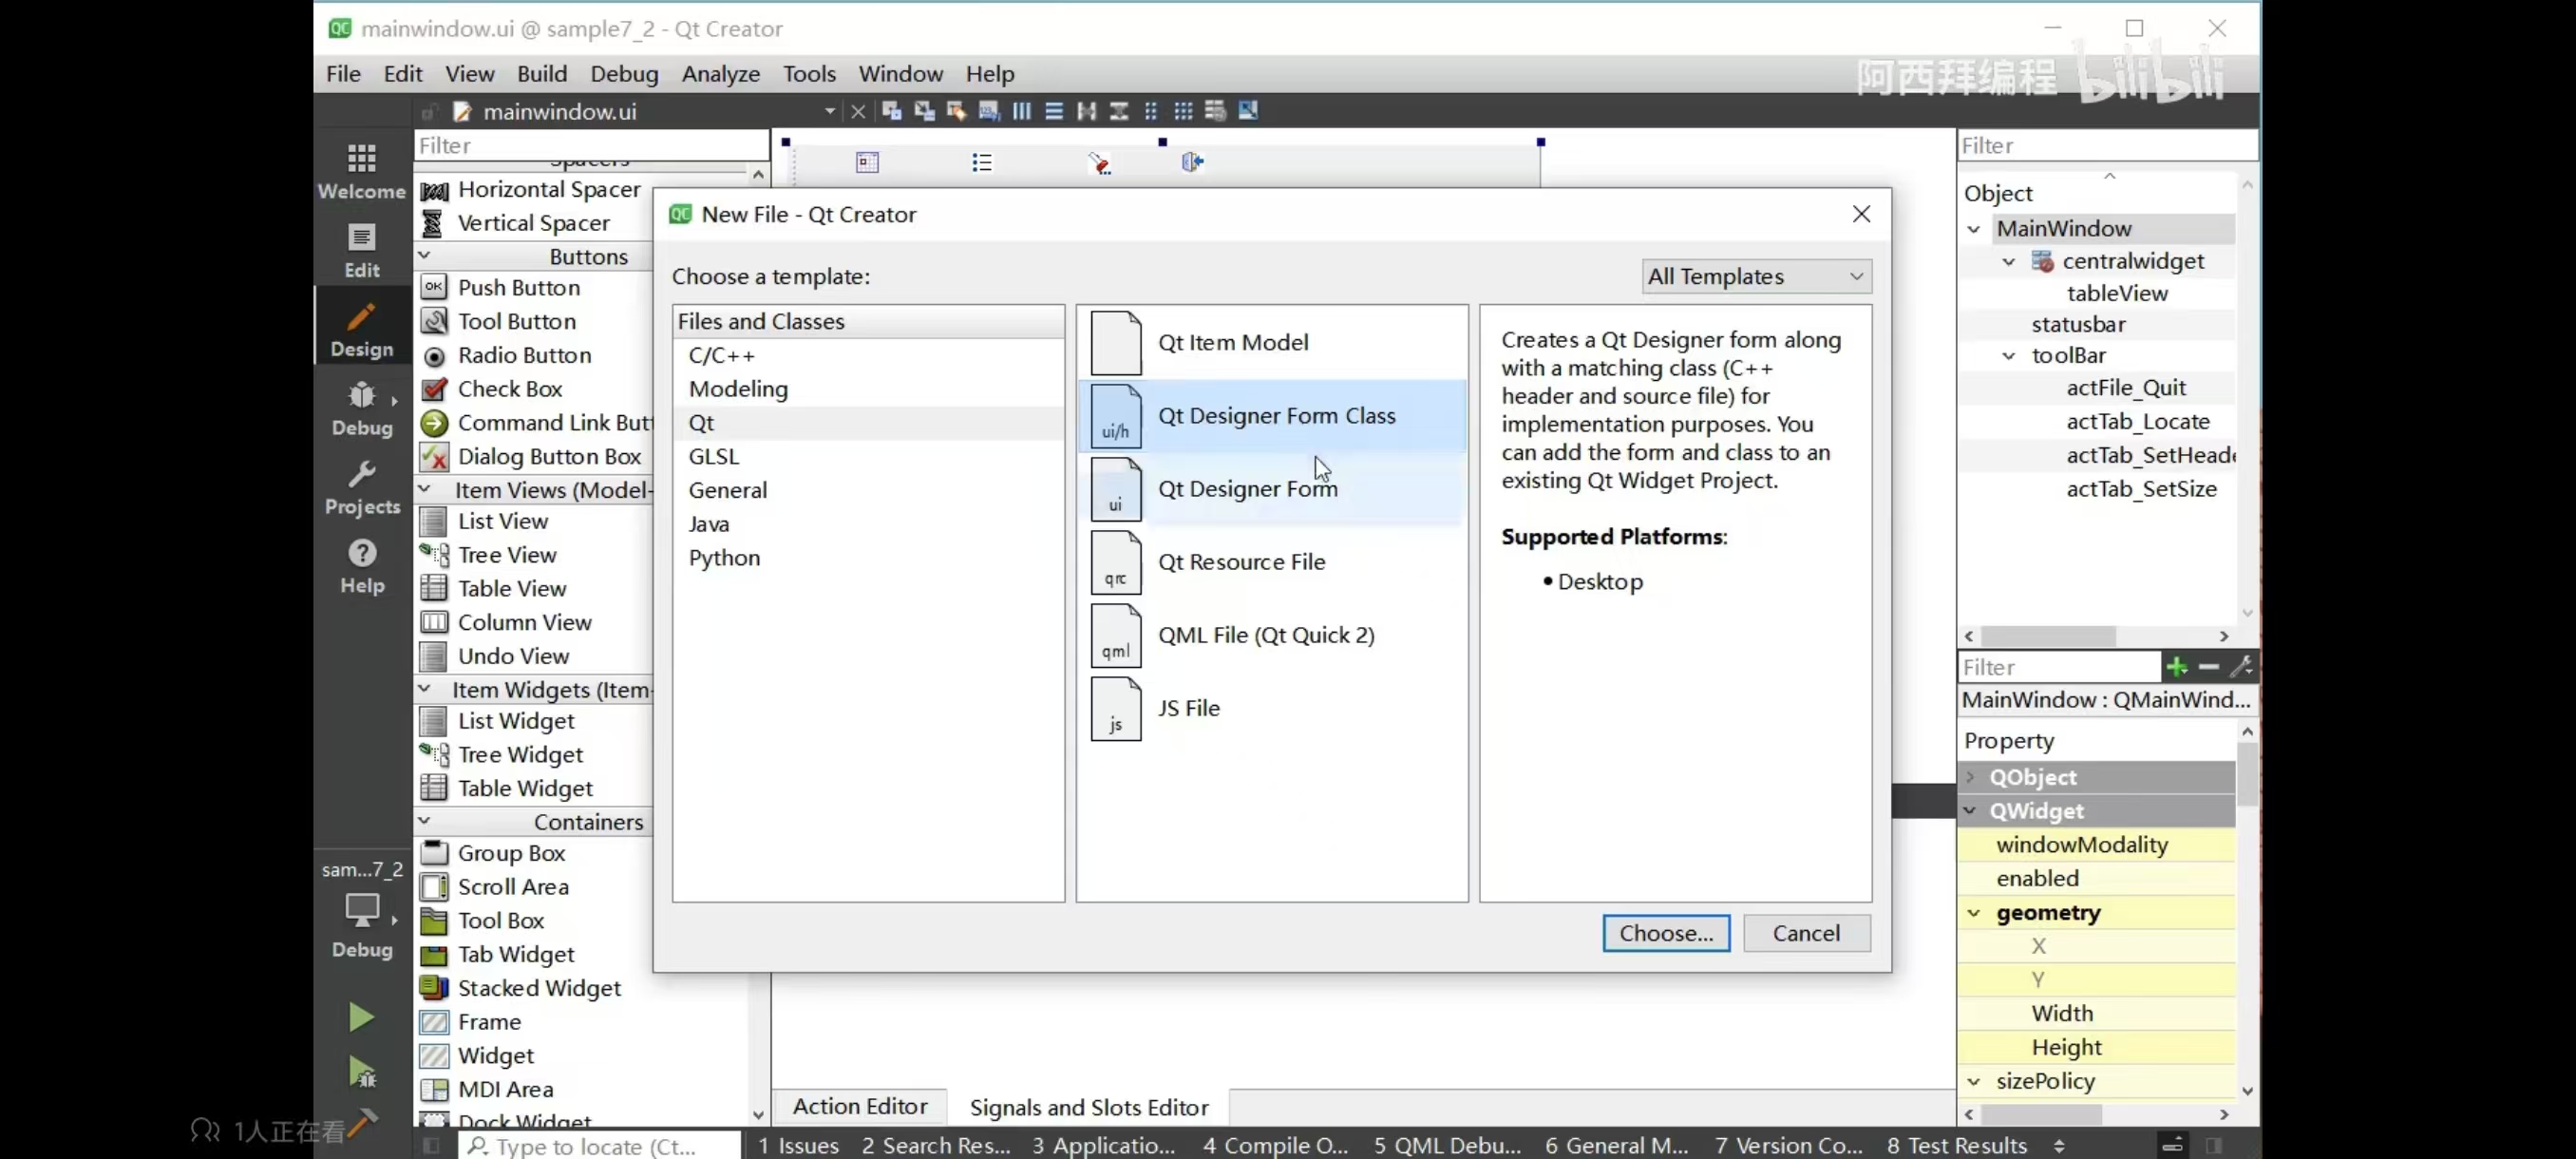 mainwindow.ui @ sample7_2 - Qt Creator
File Edit View Build Debug Analyze Tools Window Help
阿西拜编程 bilibili
mainwindow.ui
Filter
Spacers
Horizontal Spacer
Vertical Spacer
Buttons
Push Button
Tool Button
Radio Button
Check Box
Command Link Butt
Dialog Button Box
Item Views (Model-
List View
Tree View
Table View
Column View
Undo View
Item Widgets (Item-
List Widget
Tree Widget
Table Widget
Containers
Group Box
Scroll Area
Tool Box
Tab Widget
Stacked Widget
Frame
Widget
MDI Area
Dock Widget
Welcome
Edit
Design
Debug
Projects
Help
sam...7_2
Debug
New File - Qt Creator
Choose a template:
All Templates
Files and Classes
C/C++
Modeling
Qt
GLSL
General
Java
Python
Qt Item Model
ui/h Qt Designer Form Class
ui Qt Designer Form
qrc Qt Resource File
qml QML File (Qt Quick 2)
js JS File
Creates a Qt Designer form along
with a matching class (C++
header and source file) for
implementation purposes. You
can add the form and class to an
existing Qt Widget Project.
Supported Platforms:
• Desktop
Choose...
Cancel
Filter
Object
MainWindow
centralwidget
tableView
statusbar
toolBar
actFile_Quit
actTab_Locate
actTab_SetHeade
actTab_SetSize
Filter
MainWindow : QMainWind...
Property
QObject
QWidget
windowModality
enabled
geometry
X
Y
Width
Height
sizePolicy
Action Editor
Signals and Slots Editor
1人正在看
Type to locate (Ct...
1 Issues 2 Search Res... 3 Applicatio... 4 Compile O... 5 QML Debu... 6 General M... 7 Version Co... 8 Test Results